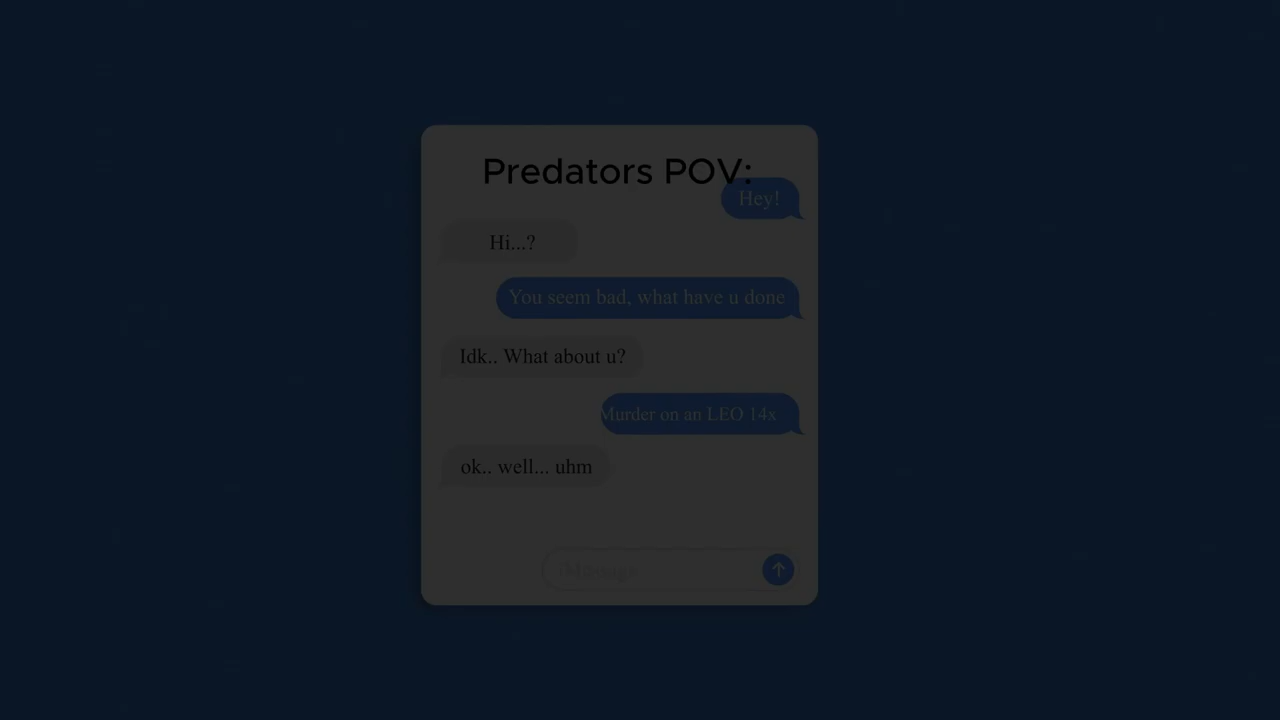 Predators POV:
Hey!
Hi...?
You seem bad, what have u done
Idk.. What about u?
Murder on an LEO 14x
ok.. well... uhm
iMessage